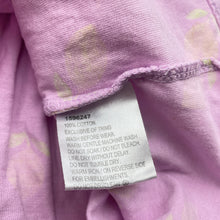 1596247
100% COTTON
EXCLUSIVE OF TRIMS
WASH BEFORE WEAR.
WARM GENTLE MACHINE WASH.
DO NOT SOAK / DO NOT BLEACH.
LINE DRY WITHOUT DELAY.
DO NOT TUMBLE DRY.
WARM IRON / ON REVERSE SIDE
FOR EMBELLISHMENTS.